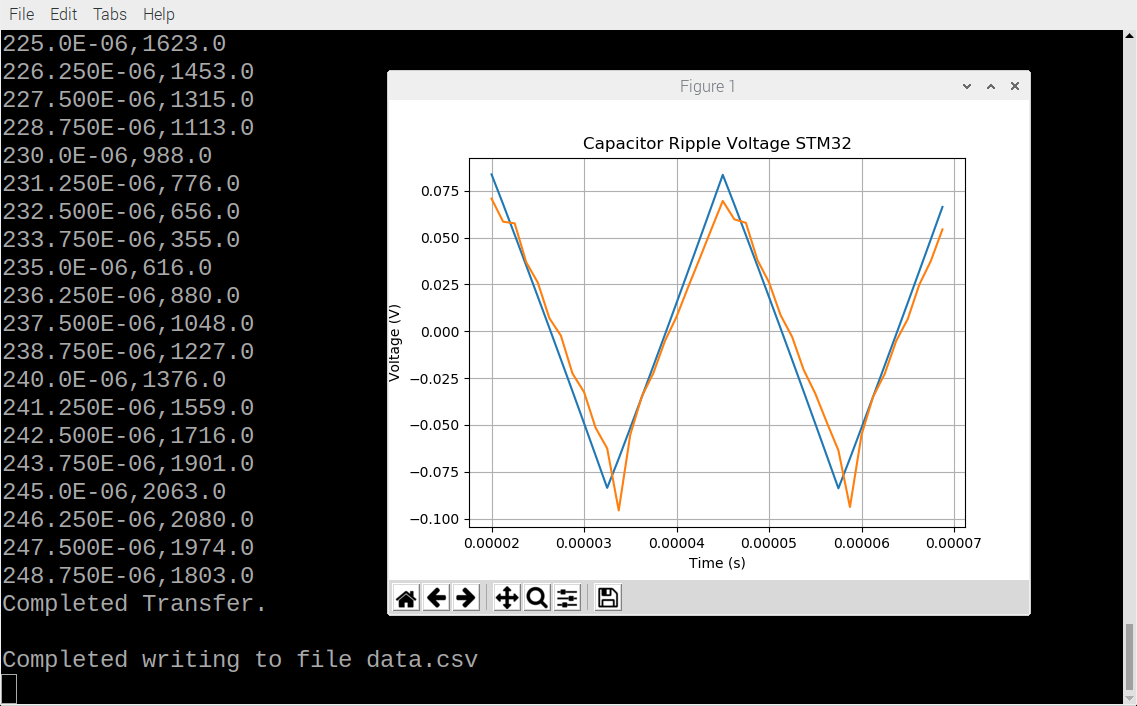 File Edit Tabs Help
225.0E-06,1623.0
226.250E-06,1453.0
227.500E-06,1315.0
228.750E-06,1113.0
230.0E-06,988.0
231.250E-06,776.0
232.500E-06,656.0
233.750E-06,355.0
235.0E-06,616.0
236.250E-06,880.0
237.500E-06,1048.0
238.750E-06,1227.0
240.0E-06,1376.0
241.250E-06,1559.0
242.500E-06,1716.0
243.750E-06,1901.0
245.0E-06,2063.0
246.250E-06,2080.0
247.500E-06,1974.0
248.750E-06,1803.0
Completed Transfer.
Completed writing to file data.csv
Figure 1
Capacitor Ripple Voltage STM32
Voltage (V)
0.075
0.050
0.025
0.000
−0.025
−0.050
−0.075
−0.100
0.00002 0.00003 0.00004 0.00005 0.00006 0.00007
Time (s)